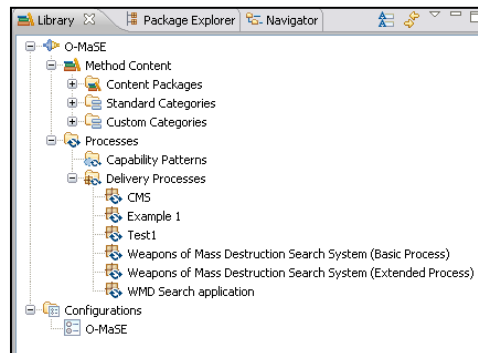 Library Package Explorer Navigator
O-MaSE
Method Content
Content Packages
Standard Categories
Custom Categories
Processes
Capability Patterns
Delivery Processes
CMS
Example 1
Test1
Weapons of Mass Destruction Search System (Basic Process)
Weapons of Mass Destruction Search System (Extended Process)
WMD Search application
Configurations
O-MaSE